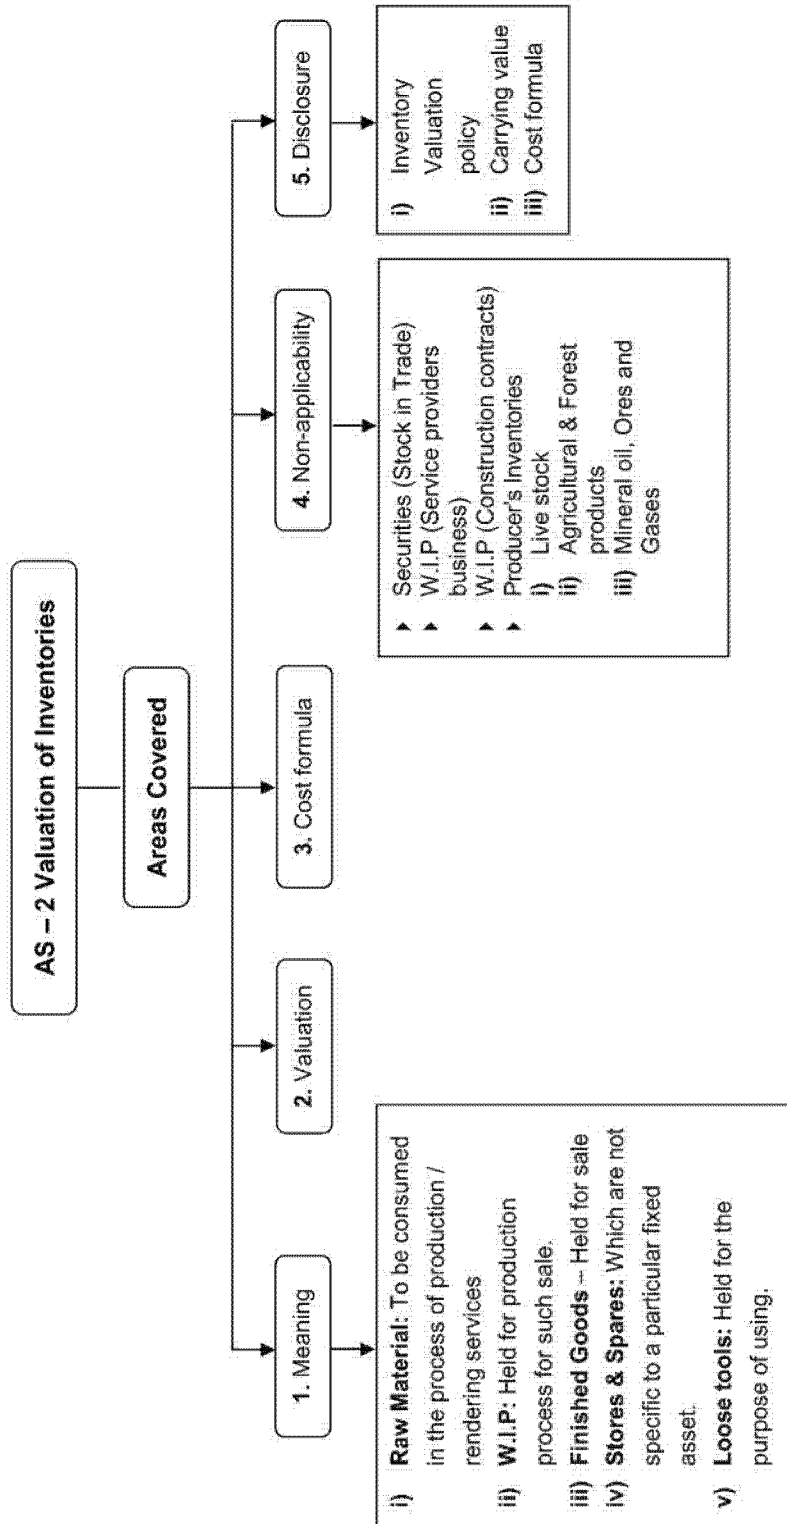 AS – 2 Valuation of Inventories
Areas Covered
1. Meaning
2. Valuation
3. Cost formula
4. Non-applicability
5. Disclosure
i) Raw Material: To be consumed
in the process of production /
rendering services
ii) W.I.P: Held for production
process for such sale.
iii) Finished Goods – Held for sale
iv) Stores & Spares: Which are not
specific to a particular fixed
asset.
v) Loose tools: Held for the
purpose of using.
Securities (Stock in Trade)
W.I.P (Service providers
business)
W.I.P (Construction contracts)
Producer's Inventories
i) Live stock
ii) Agricultural & Forest
products
iii) Mineral oil, Ores and
Gases
i) Inventory
Valuation
policy
ii) Carrying value
iii) Cost formula